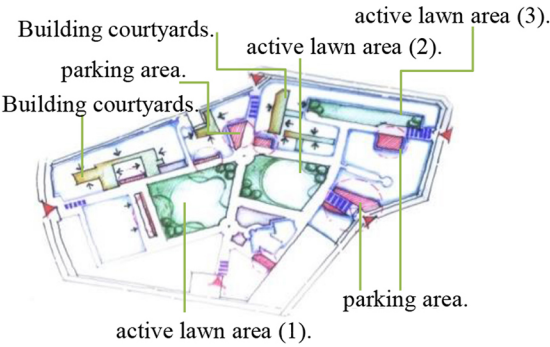 active lawn area (3).
Building courtyards.
active lawn area (2).
parking area.
Building courtyards.
parking area.
active lawn area (1).